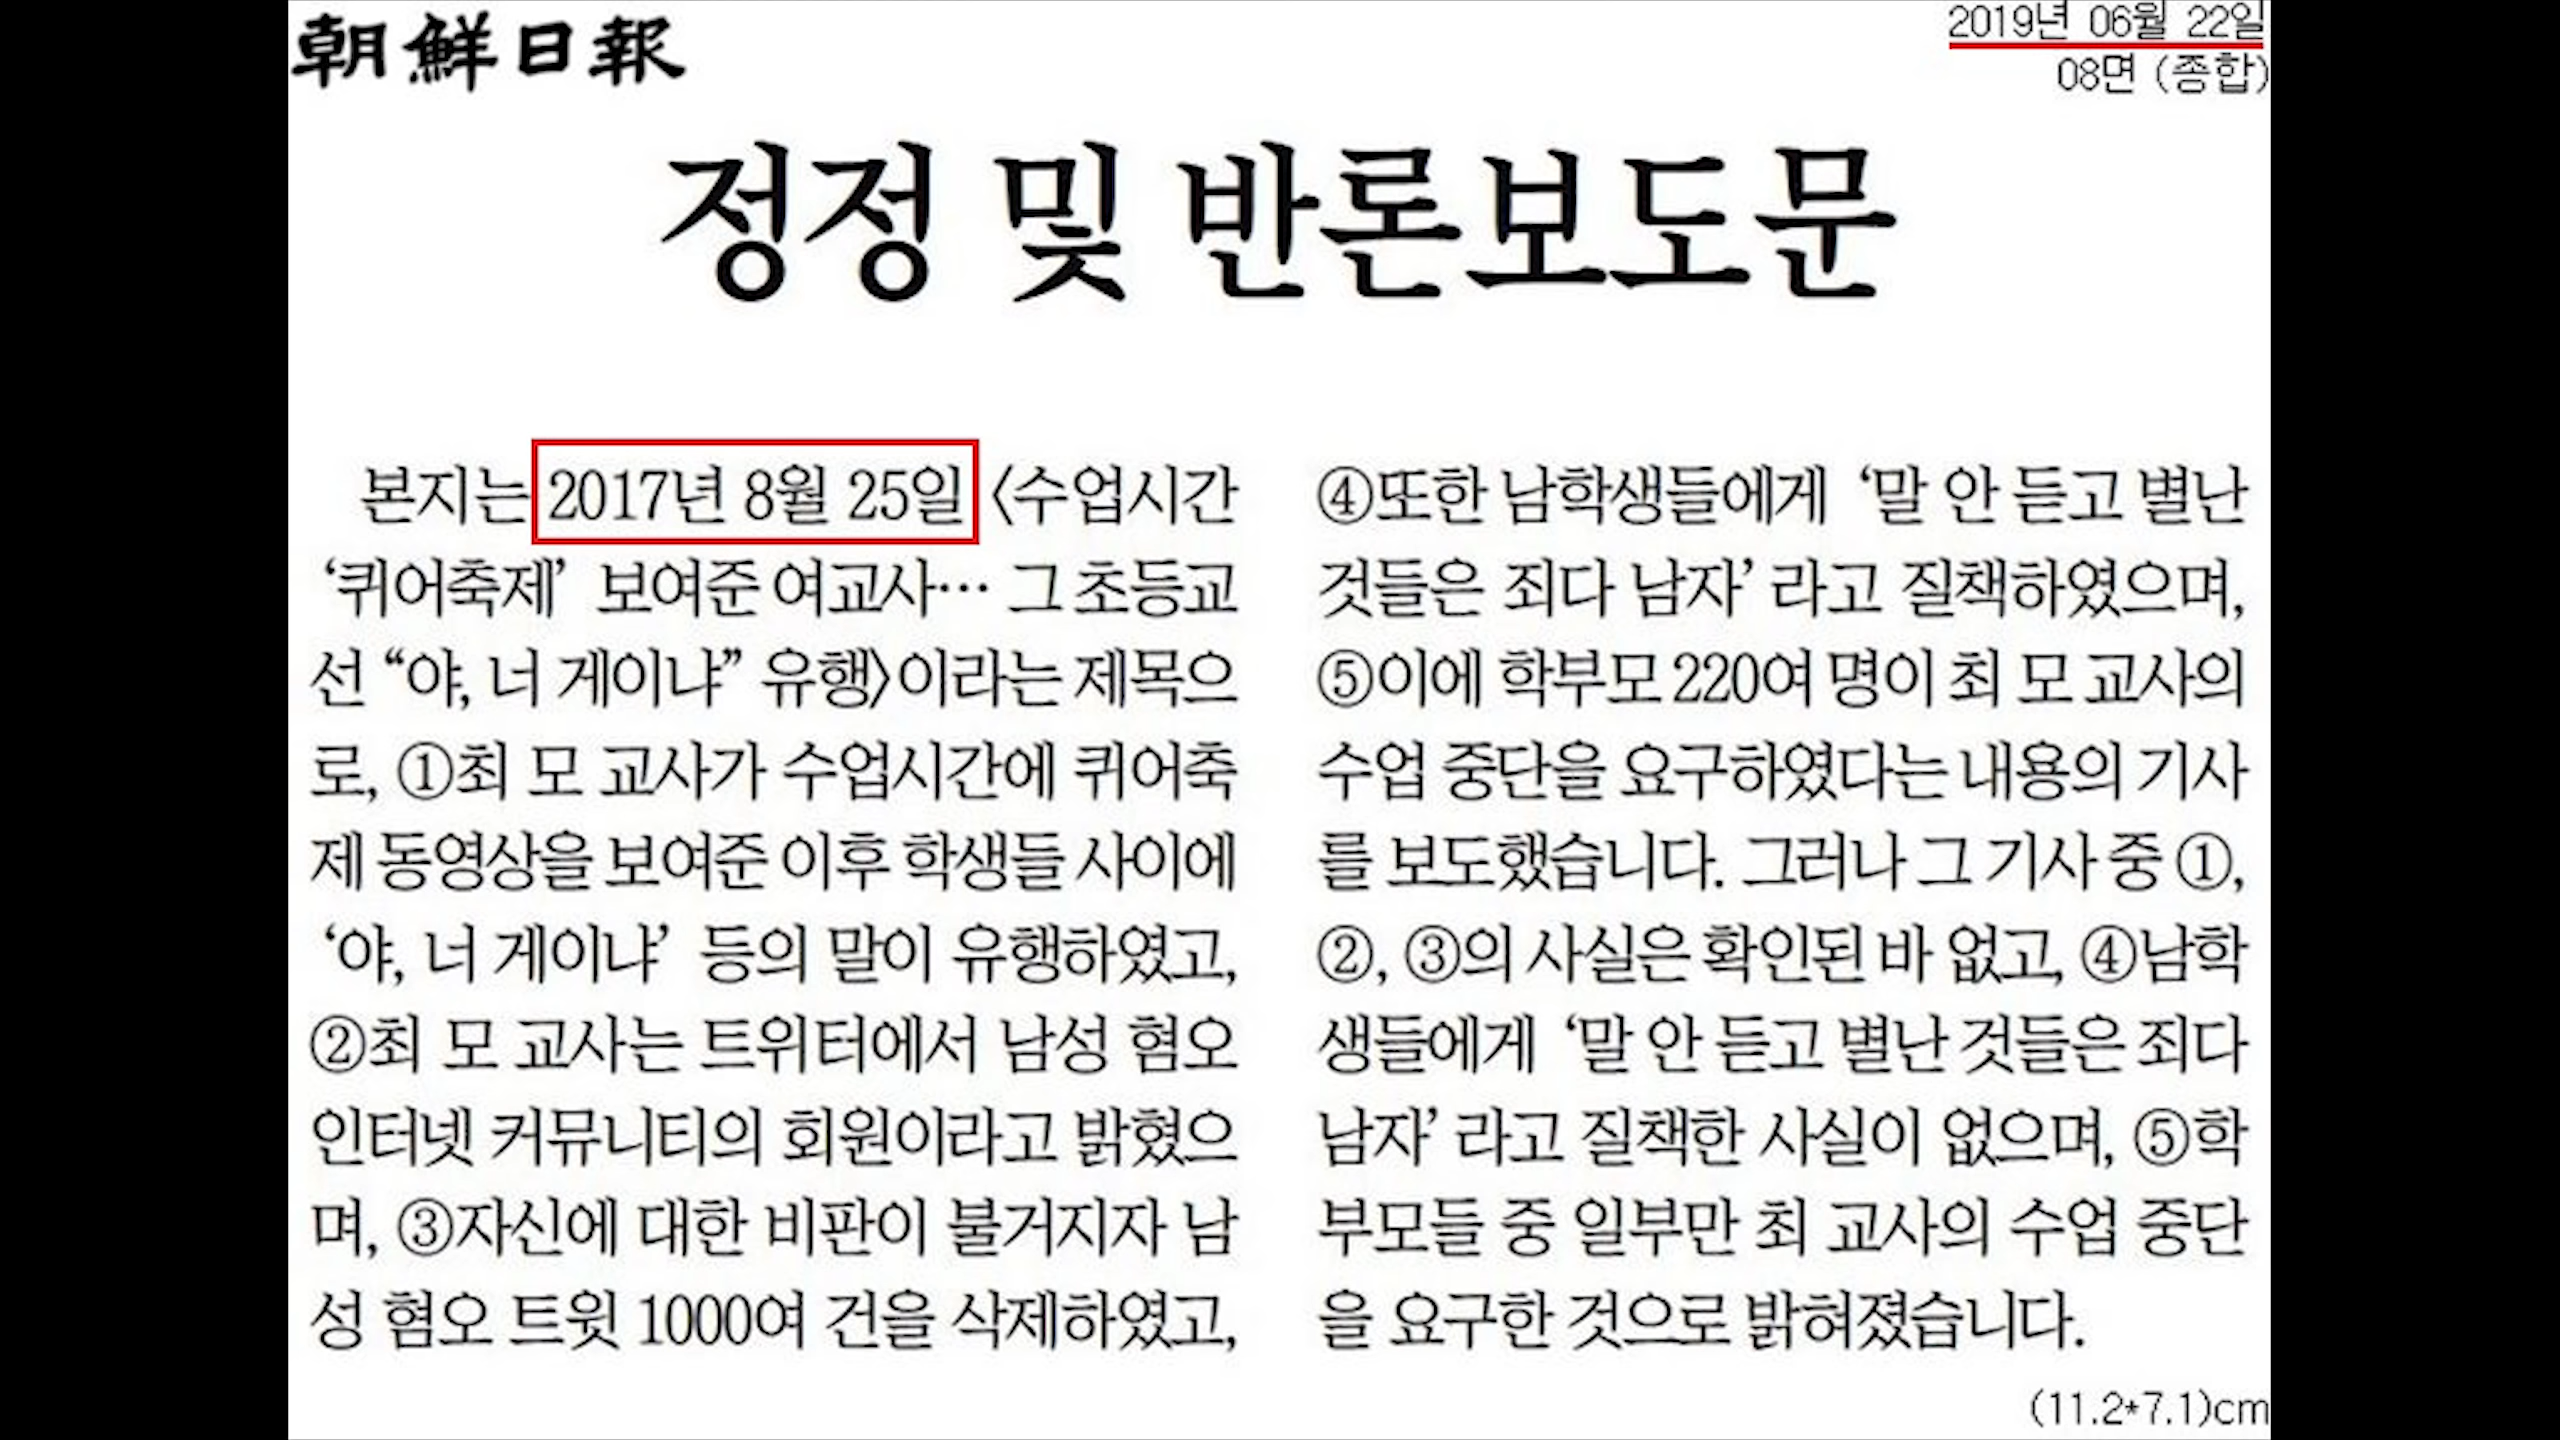 朝鮮日報
2019년 06월 22일
08면 (종합)
정정 및 반론보도문
본지는 2017년 8월 25일 〈수업시간
‘퀴어축제’ 보여준 여교사… 그 초등교
선 “야, 너 게이냐” 유행〉이라는 제목으
로, ①최 모 교사가 수업시간에 퀴어축
제 동영상을 보여준 이후 학생들 사이에
‘야, 너 게이냐’ 등의 말이 유행하였고,
②최 모 교사는 트위터에서 남성 혐오
인터넷 커뮤니티의 회원이라고 밝혔으
며, ③자신에 대한 비판이 불거지자 남
성 혐오 트윗 1000여 건을 삭제하였고,
④또한 남학생들에게 ‘말 안 듣고 별난
것들은 죄다 남자’ 라고 질책하였으며,
⑤이에 학부모 220여 명이 최 모 교사의
수업 중단을 요구하였다는 내용의 기사
를 보도했습니다. 그러나 그 기사 중 ①,
②, ③의 사실은 확인된 바 없고, ④남학
생들에게 ‘말 안 듣고 별난 것들은 죄다
남자’ 라고 질책한 사실이 없으며, ⑤학
부모들 중 일부만 최 교사의 수업 중단
을 요구한 것으로 밝혀졌습니다.
(11.2*7.1)cm